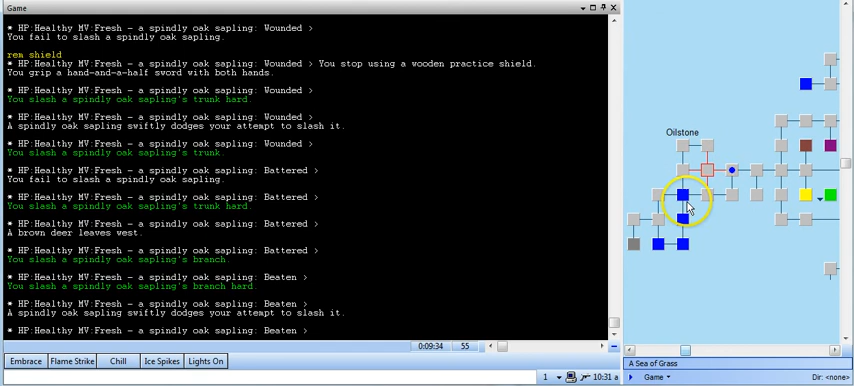 Game
* HP:Healthy MV:Fresh - a spindly oak sapling: Wounded >
You fail to slash a spindly oak sapling.
rem shield
* HP:Healthy MV:Fresh - a spindly oak sapling: Wounded > You stop using a wooden practice shield.
You grip a hand-and-a-half sword with both hands.
* HP:Healthy MV:Fresh - a spindly oak sapling: Wounded >
You slash a spindly oak sapling's trunk hard.
* HP:Healthy MV:Fresh - a spindly oak sapling: Wounded >
A spindly oak sapling swiftly dodges your attempt to slash it.
* HP:Healthy MV:Fresh - a spindly oak sapling: Wounded >
You slash a spindly oak sapling's trunk.
* HP:Healthy MV:Fresh - a spindly oak sapling: Battered >
You fail to slash a spindly oak sapling.
* HP:Healthy MV:Fresh - a spindly oak sapling: Battered >
You slash a spindly oak sapling's trunk hard.
* HP:Healthy MV:Fresh - a spindly oak sapling: Battered >
A brown deer leaves west.
* HP:Healthy MV:Fresh - a spindly oak sapling: Battered >
You slash a spindly oak sapling's branch.
* HP:Healthy MV:Fresh - a spindly oak sapling: Beaten >
You slash a spindly oak sapling's branch hard.
* HP:Healthy MV:Fresh - a spindly oak sapling: Beaten >
A spindly oak sapling swiftly dodges your attempt to slash it.
* HP:Healthy MV:Fresh - a spindly oak sapling: Beaten >
0:09:34 55
Embrace Flame Strike Chill Ice Spikes Lights On
1 10:31 a
Oilstone
A Sea of Grass
Game Dir: <none>